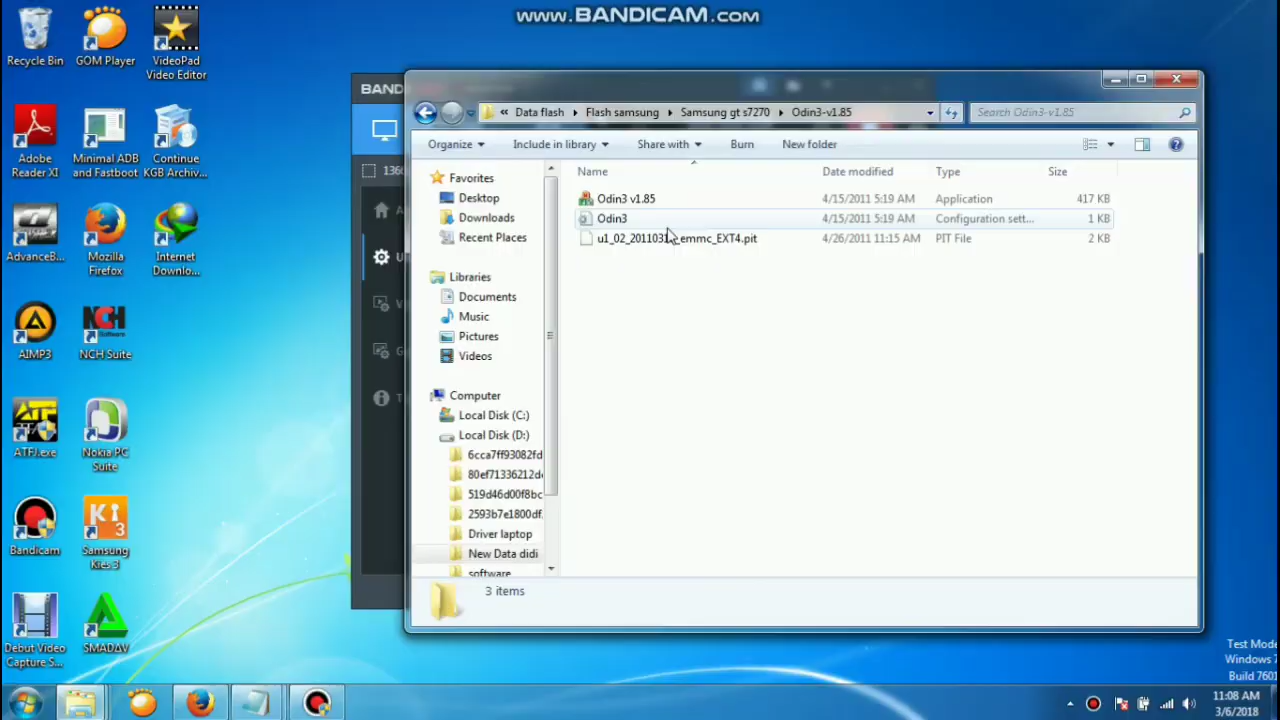 www.BANDICAM.com
Recycle Bin
GOM Player
VideoPad
Video Editor
Adobe
Reader XI
Minimal ADB
and Fastboot
Continue
KGB Archiv...
AdvanceB...
Mozilla
Firefox
Internet
Downlo...
AIMP3
NCH Suite
ATFJ.exe
Nokia PC
Suite
Bandicam
Samsung
Kies 3
Debut Video
Capture S...
SMADAV
BAND
1360
« Data flash Flash samsung Samsung gt s7270 Odin3-v1.85
Search Odin3-v1.85
Organize Include in library Share with Burn New folder
Favorites
Desktop
Downloads
Recent Places
Libraries
Documents
Music
Pictures
Videos
Computer
Local Disk (C:)
Local Disk (D:)
6cca7ff93082fd
80ef71336212d
519d46d00f8bc
2593b7e1800df
Driver laptop
New Data didi
software
Name Date modified Type Size
Odin3 v1.85 4/15/2011 5:19 AM Application 417 KB
Odin3 4/15/2011 5:19 AM Configuration sett... 1 KB
4/26/2011 11:15 AM PIT File 2 KB
3 items
Test Mode
Windows 7
Build 7601
11:08 AM
3/6/2018